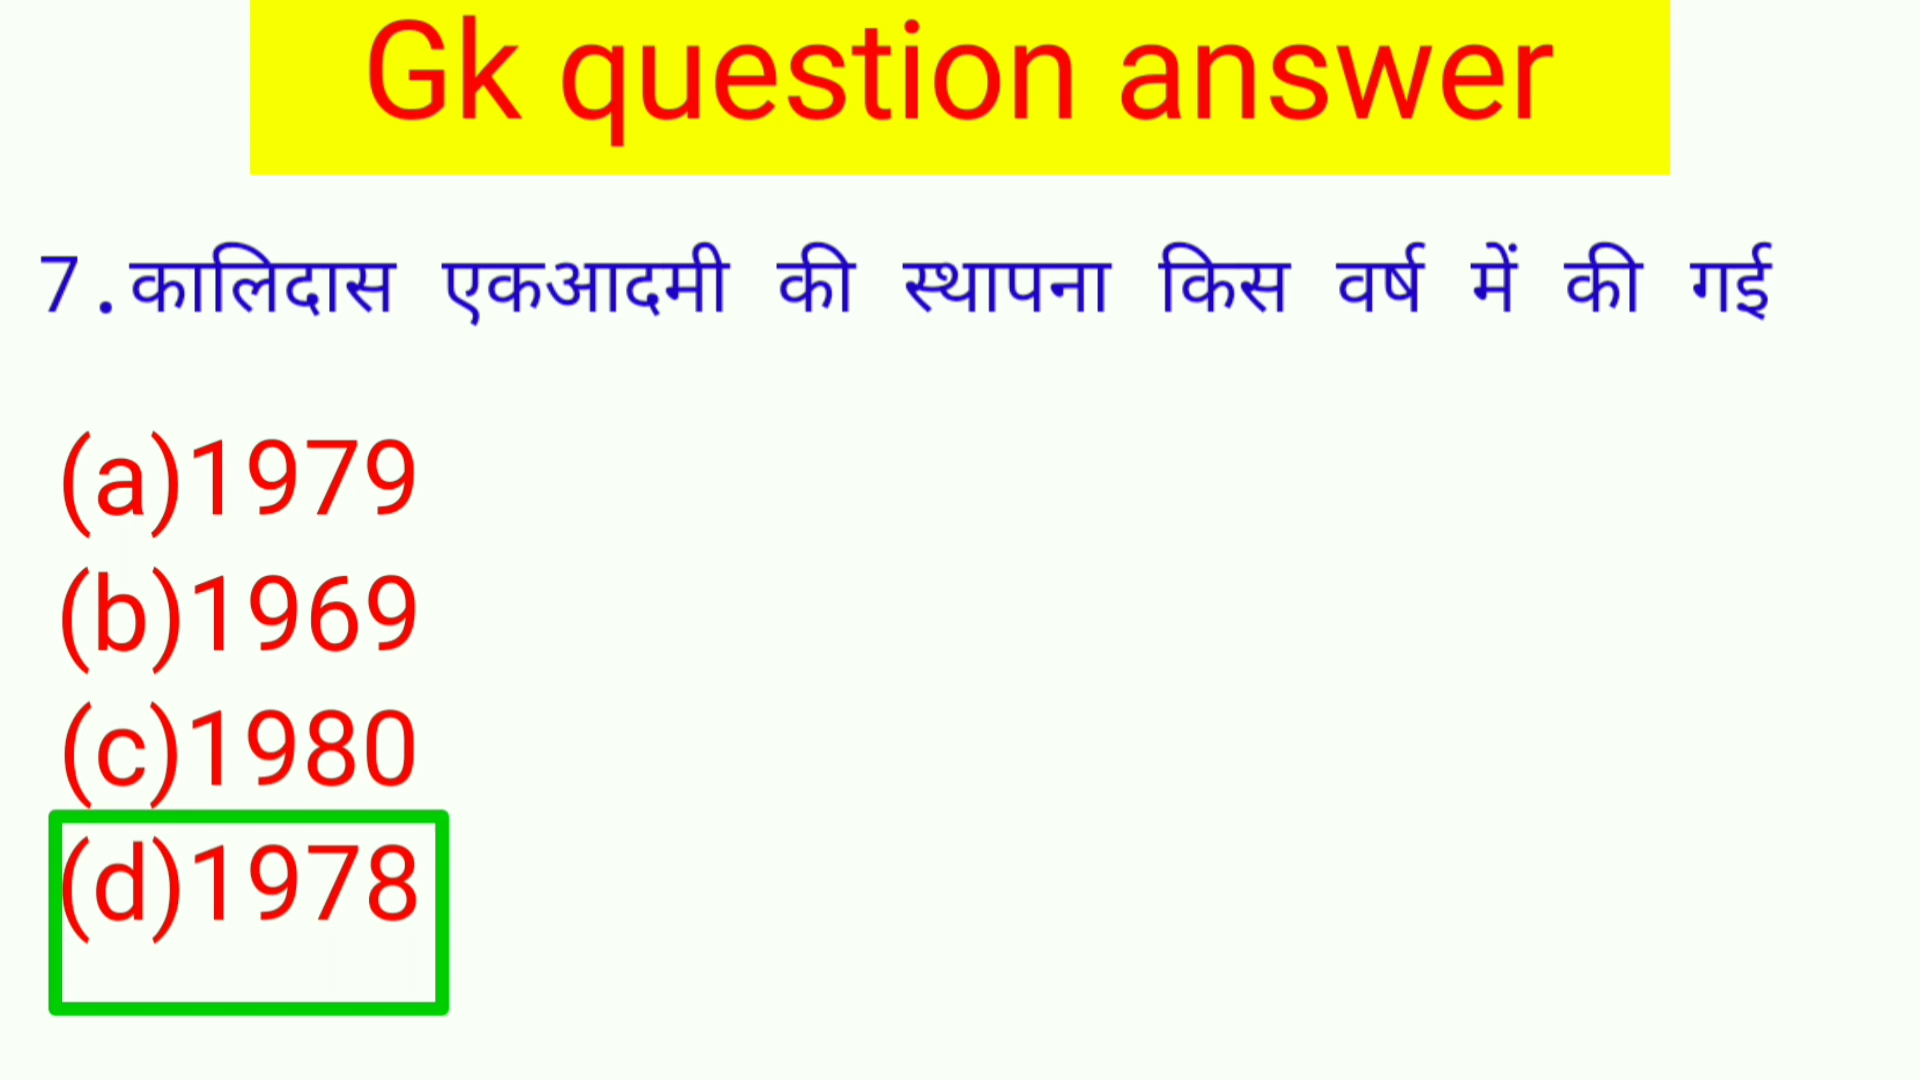 Gk question answer
7.कालिदास एकआदमी की स्थापना किस वर्ष में की गई
(a)1979
(b)1969
(c)1980
(d)1978